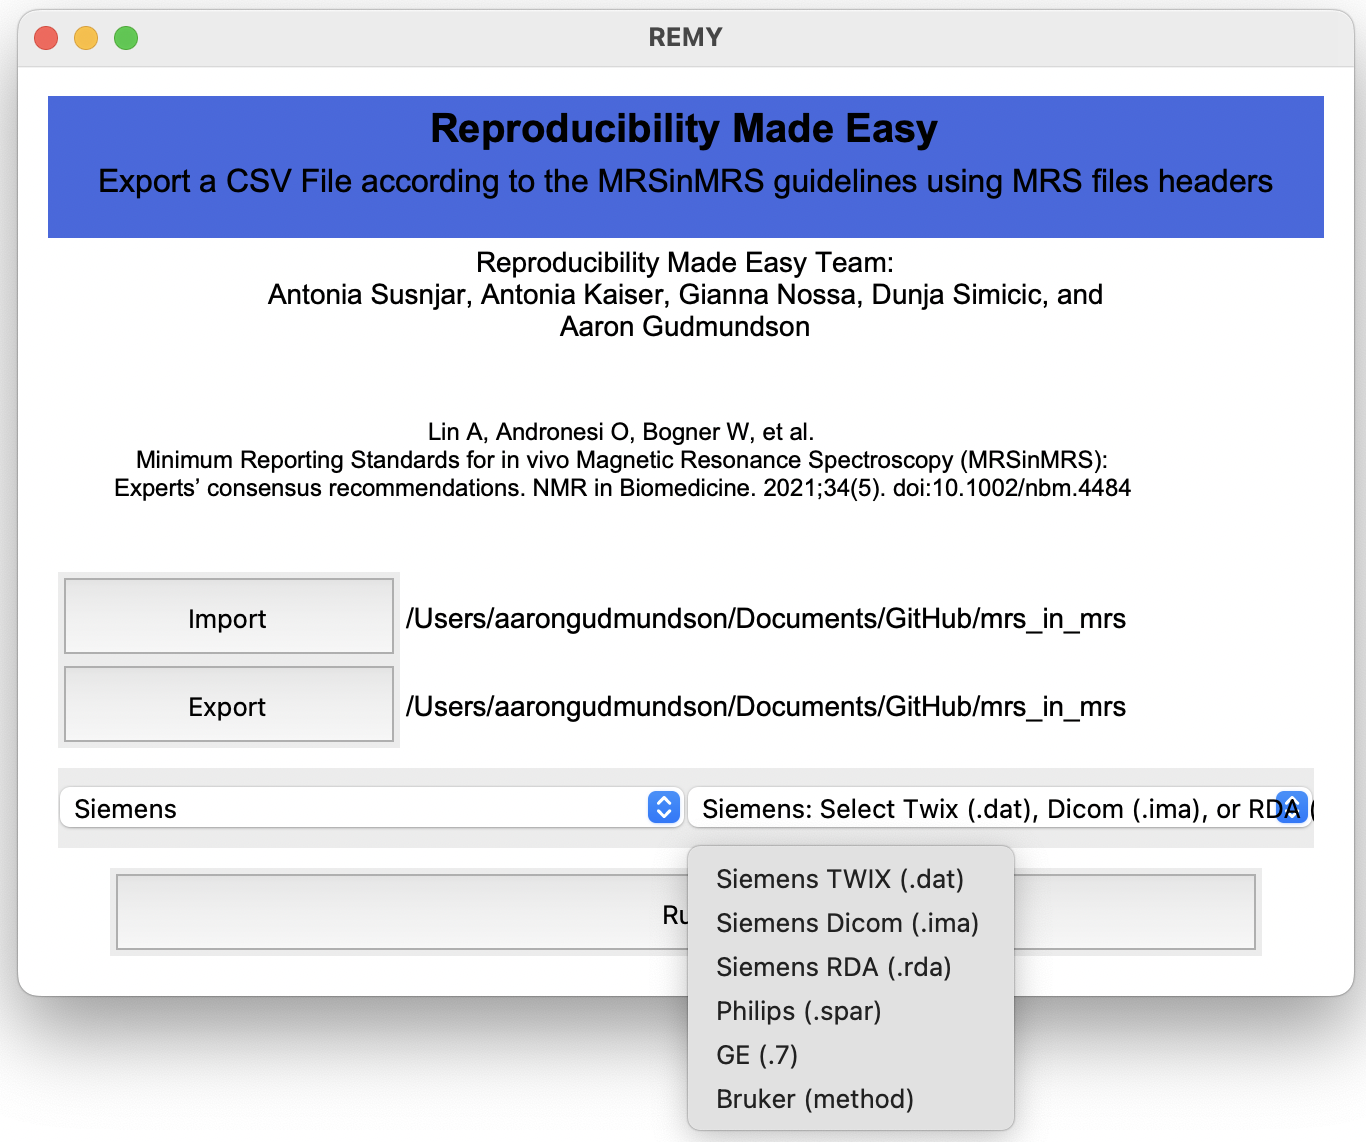 REMY
Reproducibility Made Easy
Export a CSV File according to the MRSinMRS guidelines using MRS files headers
Reproducibility Made Easy Team:
Antonia Susnjar, Antonia Kaiser, Gianna Nossa, Dunja Simicic, and
Aaron Gudmundson
Lin A, Andronesi O, Bogner W, et al.
Minimum Reporting Standards for in vivo Magnetic Resonance Spectroscopy (MRSinMRS):
Experts’ consensus recommendations. NMR in Biomedicine. 2021;34(5). doi:10.1002/nbm.4484
Import /Users/aarongudmundson/Documents/GitHub/mrs_in_mrs
Export /Users/aarongudmundson/Documents/GitHub/mrs_in_mrs
Siemens Siemens: Select Twix (.dat), Dicom (.ima), or RDA (
Siemens TWIX (.dat)
Siemens Dicom (.ima)
Siemens RDA (.rda)
Philips (.spar)
GE (.7)
Bruker (method)